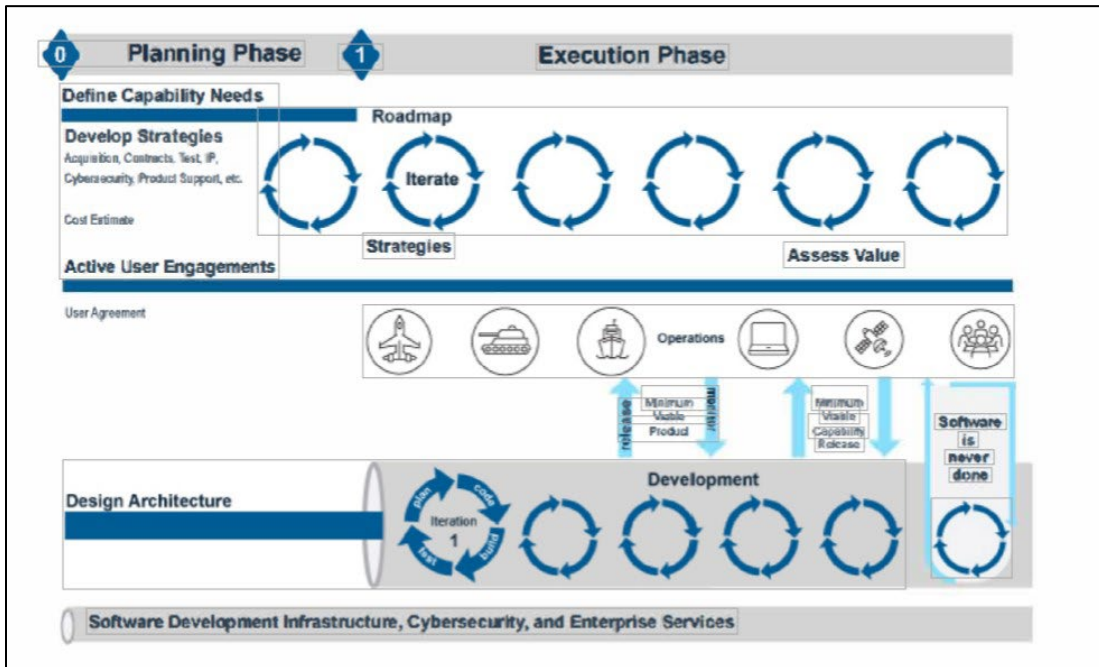 0
Planning Phase
1
Execution Phase
Define Capability Needs
Roadmap
Develop Strategies
Acquisition, Contracts, Test, IP,
Cybersecurity, Product Support, etc.
Iterate
Cost Estimate
Strategies
Assess Value
Active User Engagements
User Agreement
Operations
release
Minimum
Viable
Product
monitor
Minimum
Viable
Capability
Release
Software
is
never
done
Development
Design Architecture
plan
code
Iteration
1
test
build
Software Development Infrastructure, Cybersecurity, and Enterprise Services